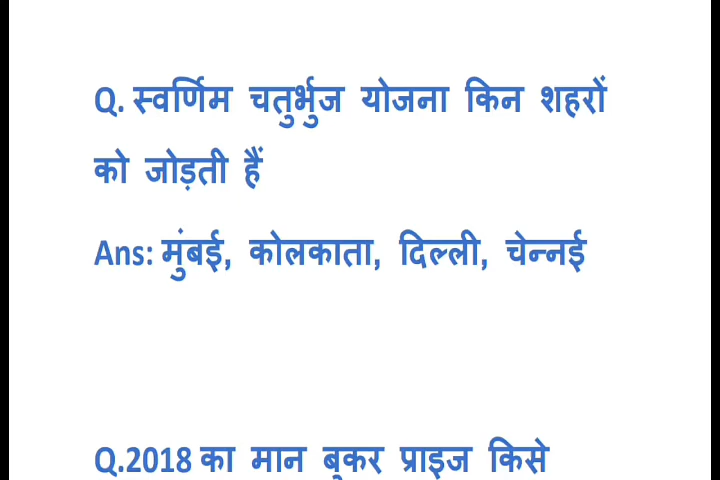 Q. स्वर्णिम चतुर्भुज योजना किन शहरों
को जोड़ती हैं
Ans: मुंबई, कोलकाता, दिल्ली, चेन्नई
Q.2018 का मान बुकर प्राइज किसे